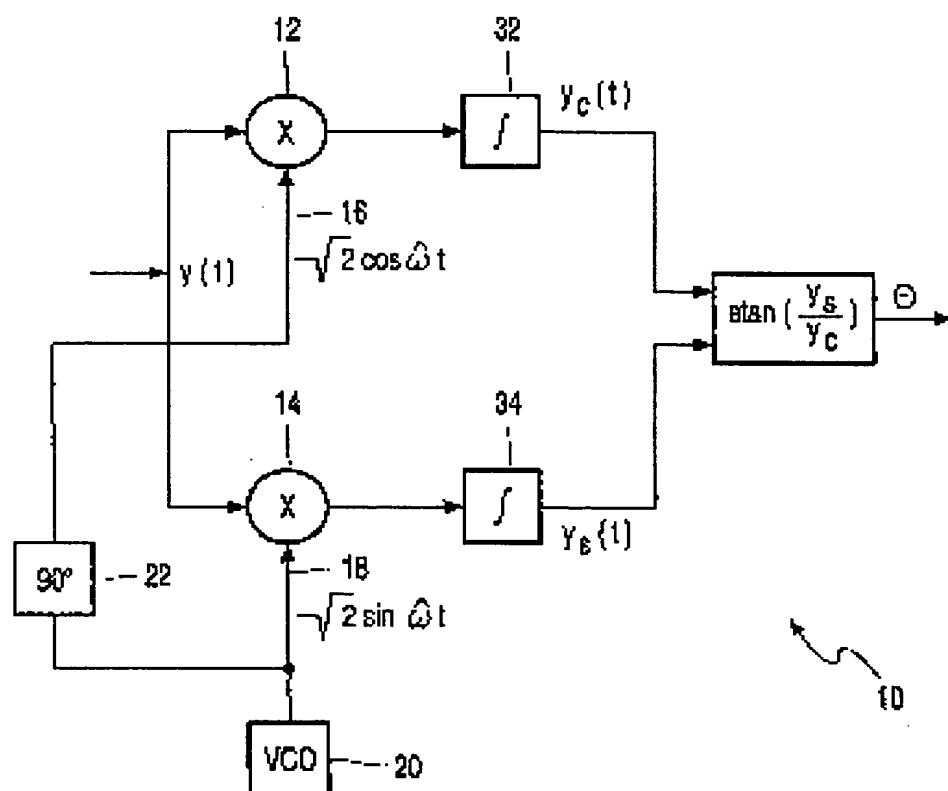 12
32
X
∫
y_c(t)
16
√2 cos ω̂ t
y(1)
atan ( y_s / y_c )
Θ
14
34
X
∫
y_s{1)
18
√2 sin ω̂ t
90°
22
VCO
20
10